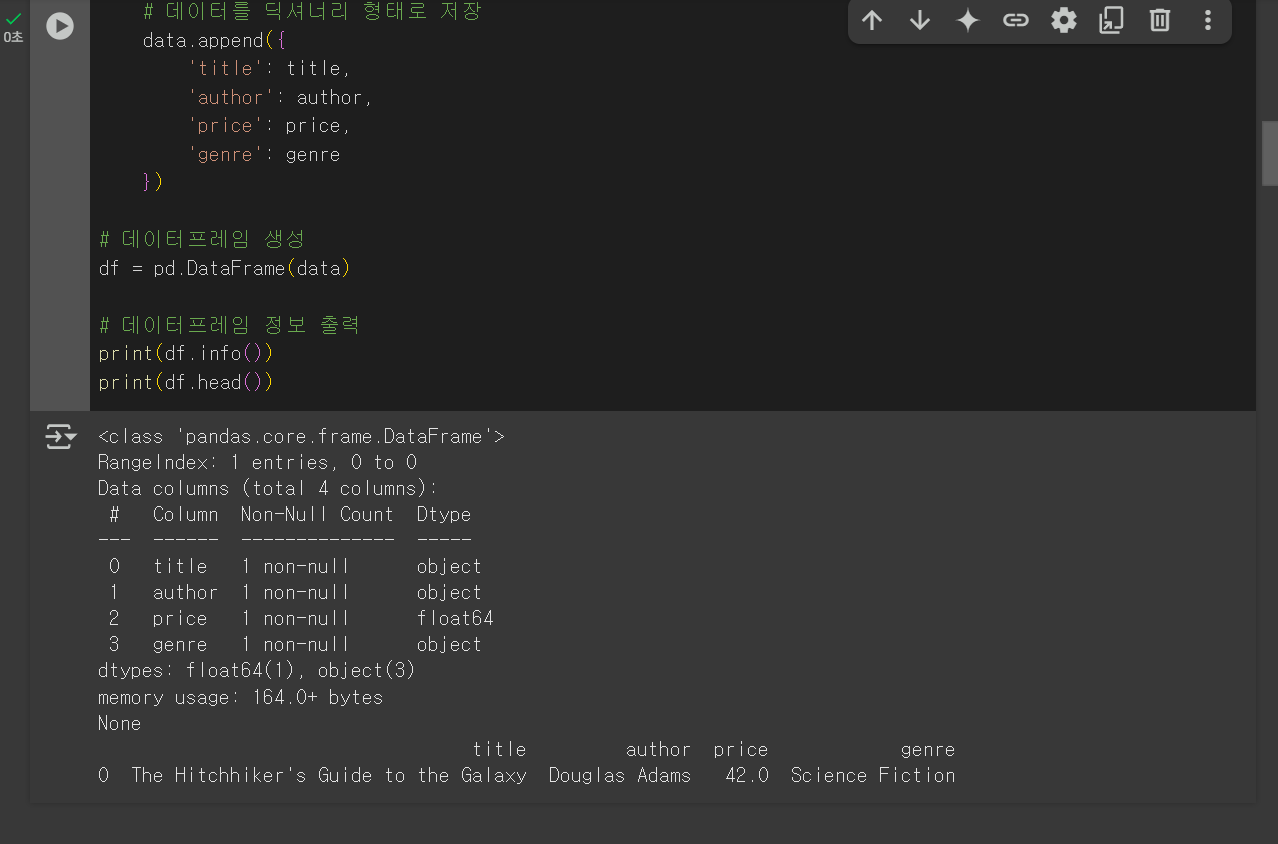 # 데이터를 딕셔너리 형태로 저장
data.append({
'title': title,
'author': author,
'price': price,
'genre': genre
})
# 데이터프레임 생성
df = pd.DataFrame(data)
# 데이터프레임 정보 출력
print(df.info())
print(df.head())
0초
<class 'pandas.core.frame.DataFrame'>
RangeIndex: 1 entries, 0 to 0
Data columns (total 4 columns):
#   Column  Non-Null Count  Dtype
---  ------  --------------  -----
0   title   1 non-null      object
1   author  1 non-null      object
2   price   1 non-null      float64
3   genre   1 non-null      object
dtypes: float64(1), object(3)
memory usage: 164.0+ bytes
None
title author price genre
0 The Hitchhiker's Guide to the Galaxy Douglas Adams 42.0 Science Fiction